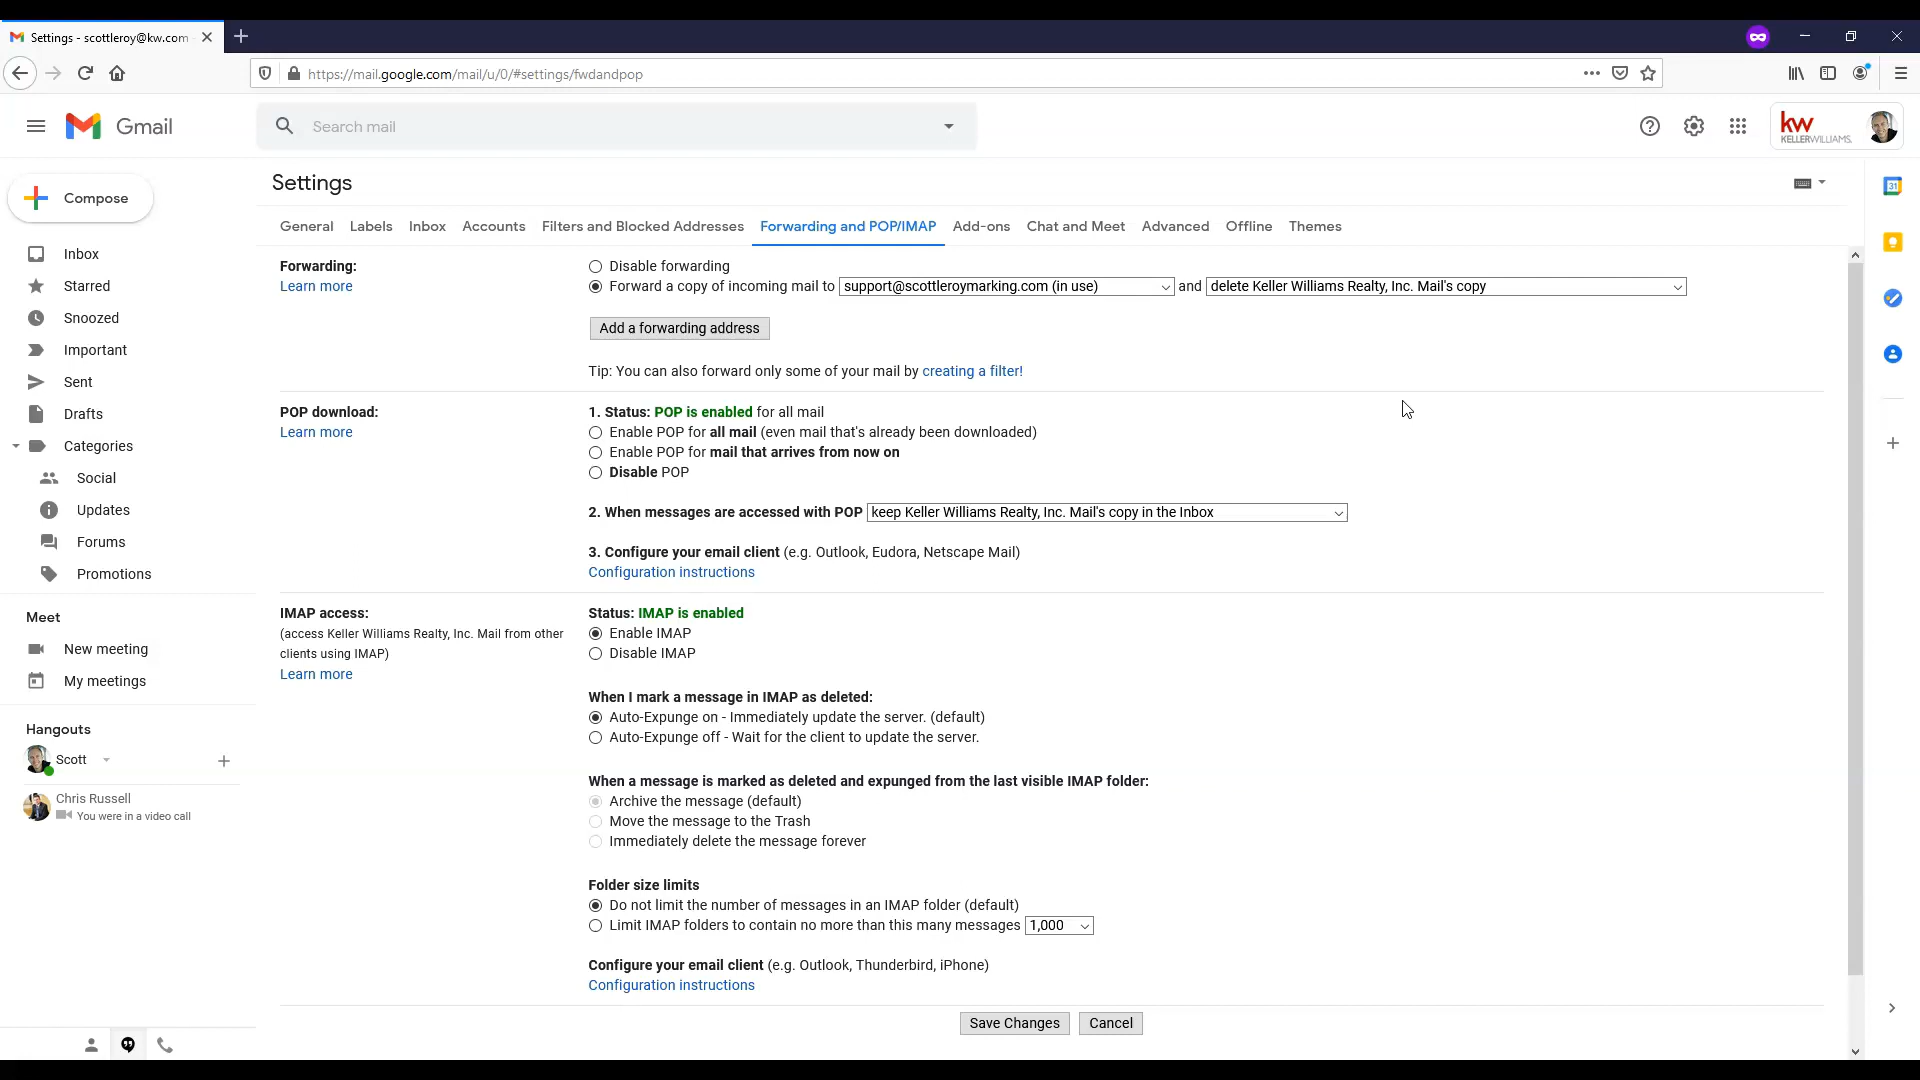 Settings - scottleroy@kw.com
https://mail.google.com/mail/u/0/#settings/fwdandpop
Gmail
Search mail
kw
KELLERWILLIAMS.
Compose
Inbox
Starred
Snoozed
Important
Sent
Drafts
Categories
Social
Updates
Forums
Promotions
Meet
New meeting
My meetings
Hangouts
Scott
Chris Russell
You were in a video call
Settings
General Labels Inbox Accounts Filters and Blocked Addresses Forwarding and POP/IMAP Add-ons Chat and Meet Advanced Offline Themes
Forwarding:
Learn more
Disable forwarding
Forward a copy of incoming mail to support@scottleroymarking.com (in use) and delete Keller Williams Realty, Inc. Mail's copy
Add a forwarding address
Tip: You can also forward only some of your mail by creating a filter!
POP download:
Learn more
1. Status: POP is enabled for all mail
Enable POP for all mail (even mail that's already been downloaded)
Enable POP for mail that arrives from now on
Disable POP
2. When messages are accessed with POP keep Keller Williams Realty, Inc. Mail's copy in the Inbox
3. Configure your email client (e.g. Outlook, Eudora, Netscape Mail)
Configuration instructions
IMAP access:
(access Keller Williams Realty, Inc. Mail from other
clients using IMAP)
Learn more
Status: IMAP is enabled
Enable IMAP
Disable IMAP
When I mark a message in IMAP as deleted:
Auto-Expunge on - Immediately update the server. (default)
Auto-Expunge off - Wait for the client to update the server.
When a message is marked as deleted and expunged from the last visible IMAP folder:
Archive the message (default)
Move the message to the Trash
Immediately delete the message forever
Folder size limits
Do not limit the number of messages in an IMAP folder (default)
Limit IMAP folders to contain no more than this many messages 1,000
Configure your email client (e.g. Outlook, Thunderbird, iPhone)
Configuration instructions
Save Changes Cancel
31